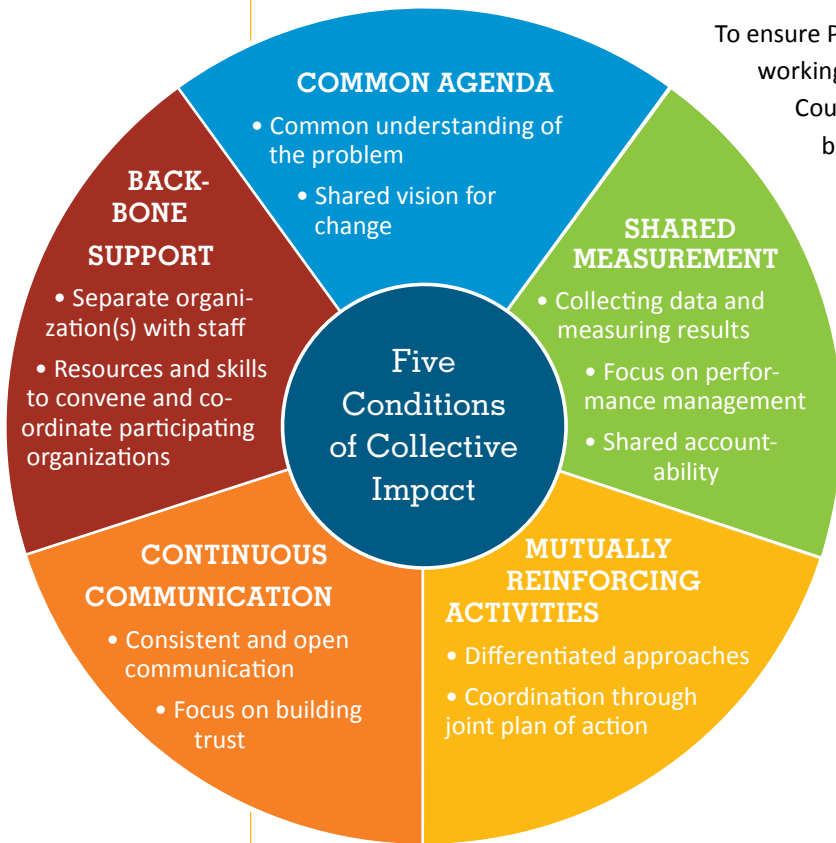 To ensure P
working
Cou
b
COMMON AGENDA
• Common understanding of
the problem
• Shared vision for
change
SHARED
MEASUREMENT
• Collecting data and
measuring results
• Focus on perfor-
mance management
• Shared account-
ability
MUTUALLY
REINFORCING
ACTIVITIES
• Differentiated approaches
• Coordination through
joint plan of action
CONTINUOUS
COMMUNICATION
• Consistent and open
communication
• Focus on building
trust
BACK-
BONE
SUPPORT
• Separate organi-
zation(s) with staff
• Resources and skills
to convene and co-
ordinate participating
organizations
Five
Conditions
of Collective
Impact